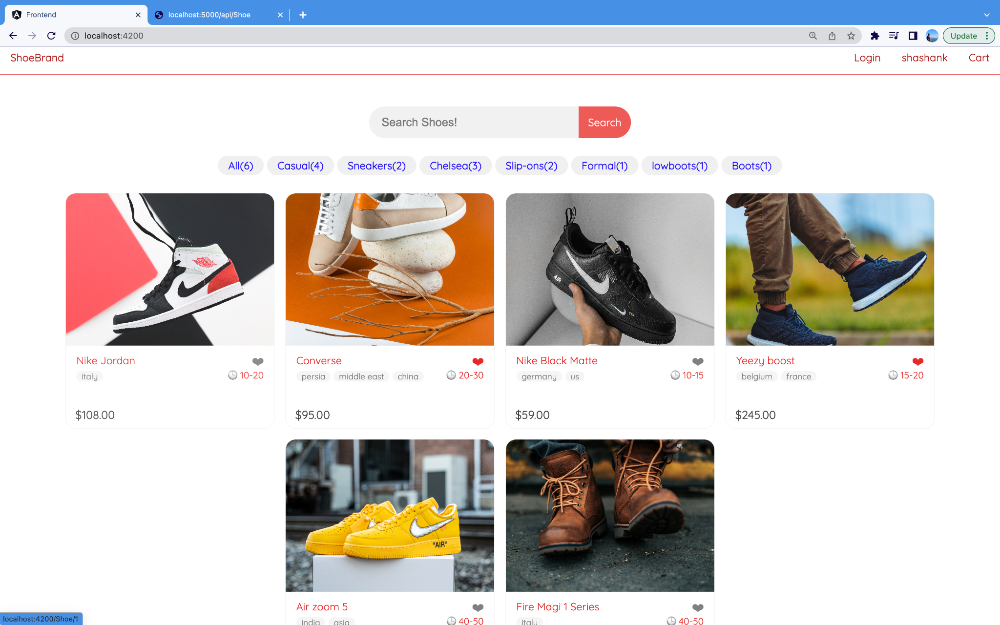 Frontend
localhost:5000/api/Shoe
localhost:4200
Update
ShoeBrand
Login shashank Cart
Search Shoes!
Search
All(6) Casual(4) Sneakers(2) Chelsea(3) Slip-ons(2) Formal(1) lowboots(1) Boots(1)
AIR
TM
Nike Jordan
italy
10-20
$108.00
Converse
persia middle east china
20-30
$95.00
Nike Black Matte
germany us
10-15
$59.00
Yeezy boost
belgium france
15-20
$245.00
"AIR"
Air zoom 5
india asia
40-50
Fire Magi 1 Series
italy
40-50
localhost:4200/Shoe/1